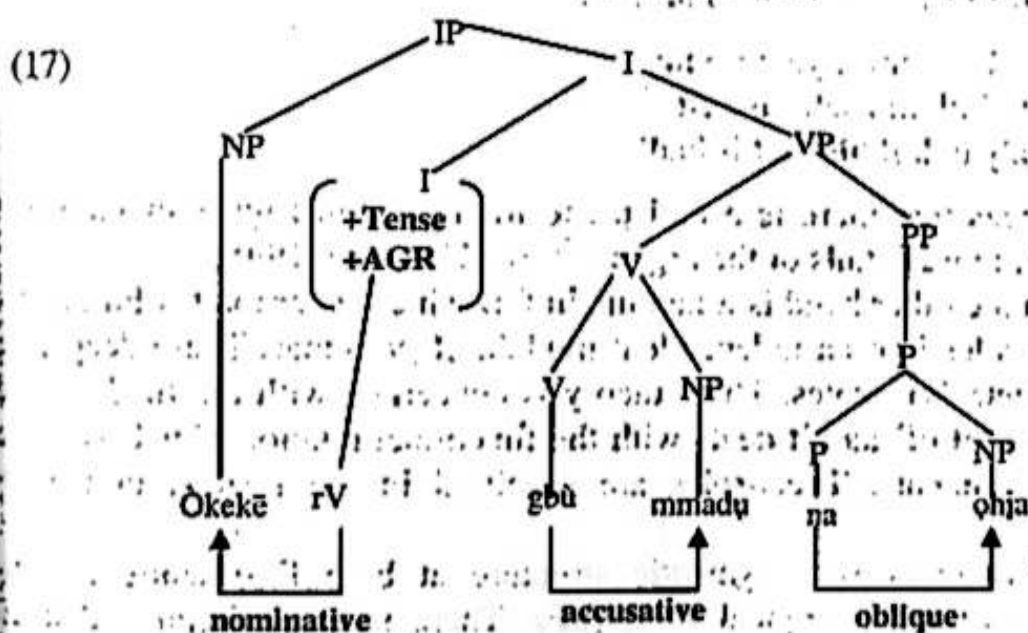 IP
(17)
I
NP
VP
I
+Tense
+AGR
PP
V
P
V
NP
P
NP
Òkekē
rV
gbù
mmadụ
na
ọhịa
nominative
accusative
oblique